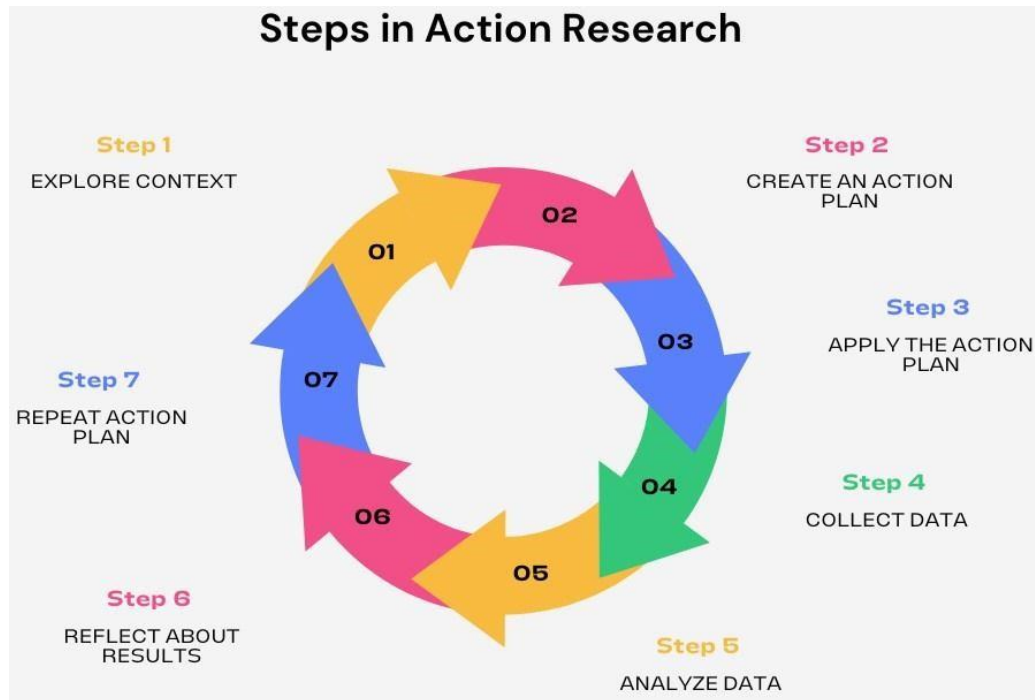 Steps in Action Research
Step 1
EXPLORE CONTEXT
Step 2
CREATE AN ACTION
PLAN
Step 3
APPLY THE ACTION
PLAN
Step 4
COLLECT DATA
Step 5
ANALYZE DATA
Step 6
REFLECT ABOUT
RESULTS
Step 7
REPEAT ACTION
PLAN
01
02
03
04
05
06
07